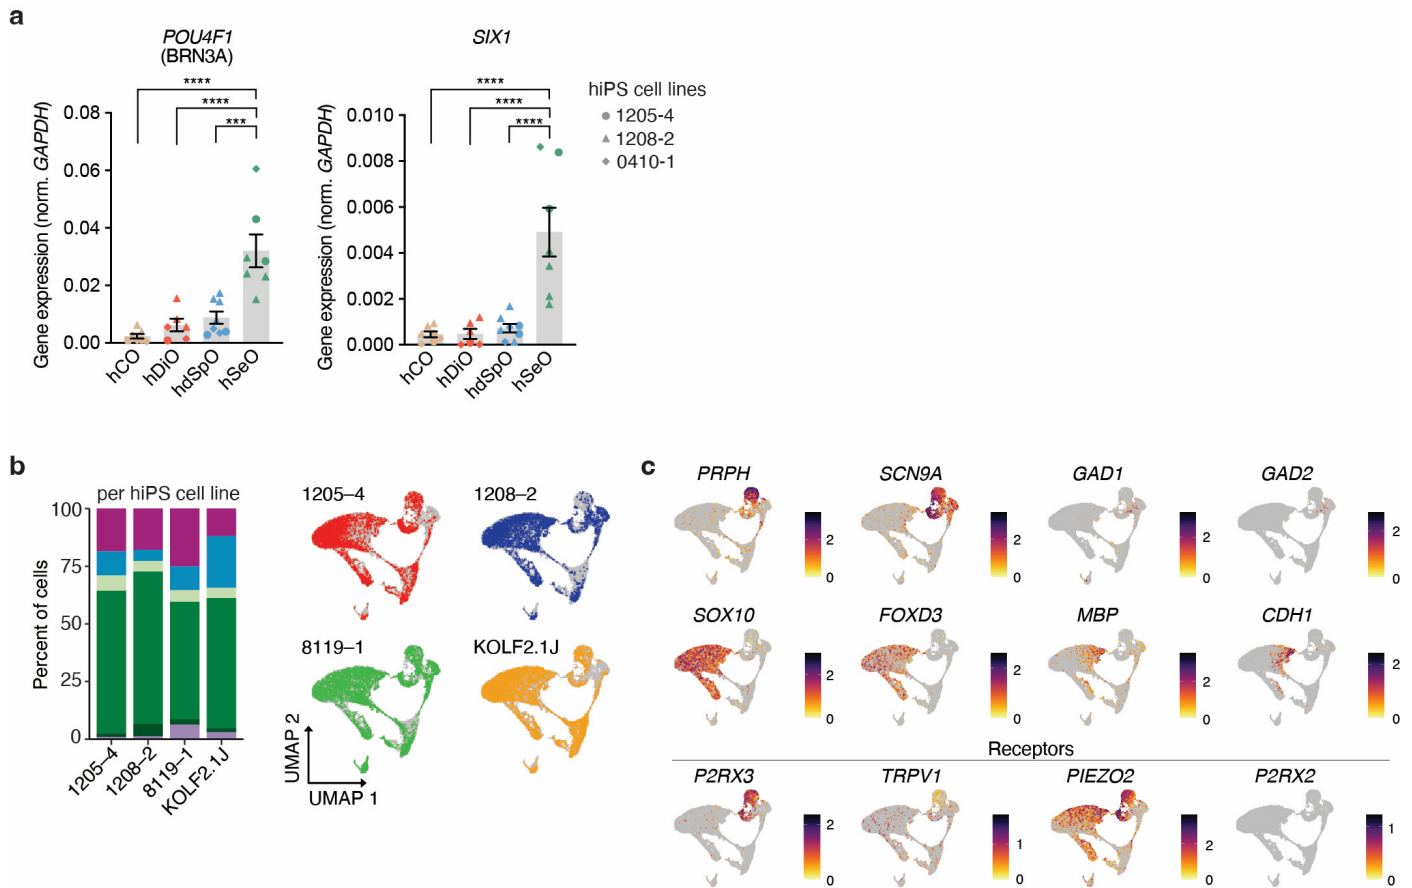 a
POU4F1
(BRN3A)
Gene expression (norm. GAPDH)
0.08
0.06
0.04
0.02
0.00
****
****
***
hCO
hDiO
hdSpO
hSeO
SIX1
Gene expression (norm. GAPDH)
0.010
0.008
0.006
0.004
0.002
0.000
****
****
****
hCO
hDiO
hdSpO
hSeO
hiPS cell lines
1205-4
1208-2
0410-1
b
per hiPS cell line
Percent of cells
100
75
50
25
0
1205–4
1208–2
8119–1
KOLF2.1J
1205–4
1208–2
8119–1
KOLF2.1J
UMAP 2
UMAP 1
c
PRPH
SCN9A
GAD1
GAD2
2
0
2
0
2
0
2
0
SOX10
FOXD3
MBP
CDH1
2
0
2
0
2
0
2
0
Receptors
P2RX3
TRPV1
PIEZO2
P2RX2
2
0
1
0
2
0
1
0